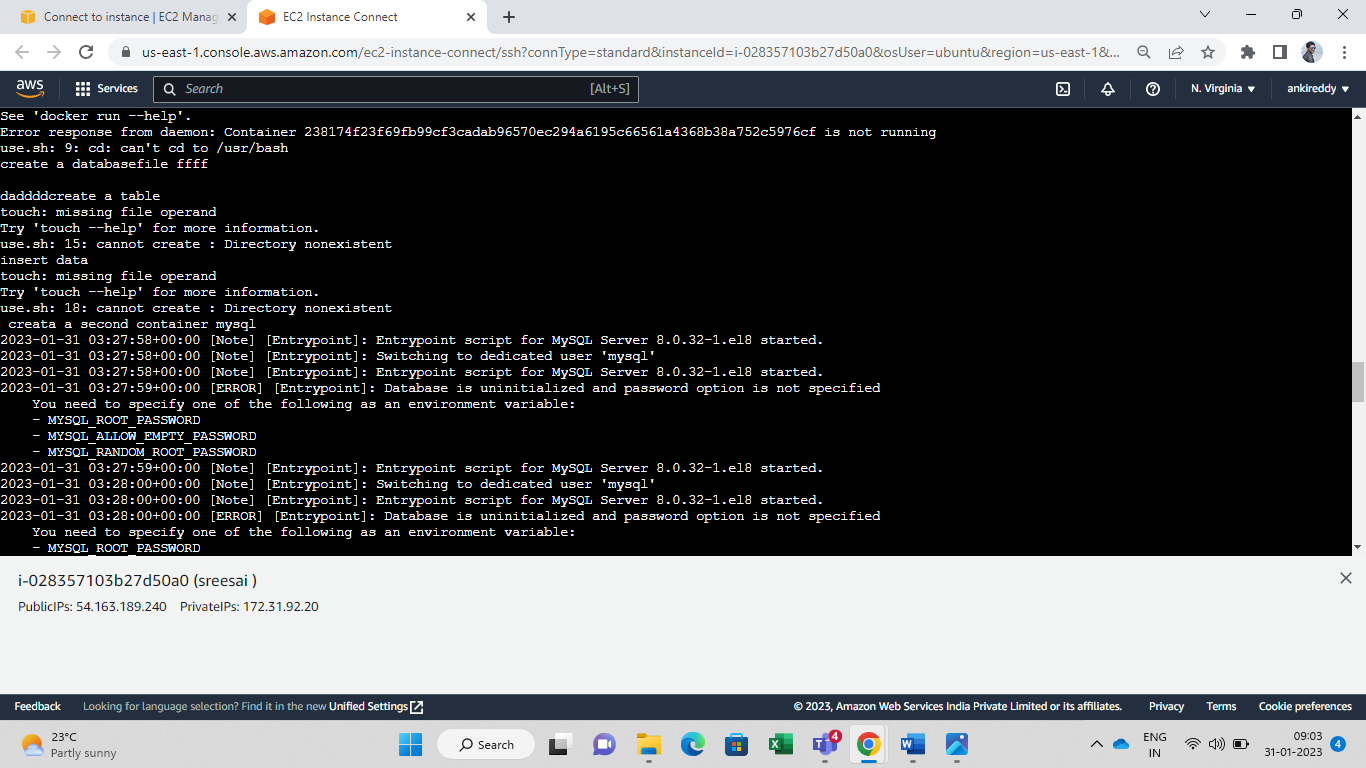 Connect to instance | EC2 Manag
EC2 Instance Connect
us-east-1.console.aws.amazon.com/ec2-instance-connect/ssh?connType=standard&instanceId=i-028357103b27d50a0&osUser=ubuntu&region=us-east-1&...
aws
Services
Search
[Alt+S]
N. Virginia
ankireddy
See 'docker run --help'.
Error response from daemon: Container 238174f23f69fb99cf3cadab96570ec294a6195c66561a4368b38a752c5976cf is not running
use.sh: 9: cd: can't cd to /usr/bash
create a databasefile ffff
daddddcreate a table
touch: missing file operand
Try 'touch --help' for more information.
use.sh: 15: cannot create : Directory nonexistent
insert data
touch: missing file operand
Try 'touch --help' for more information.
use.sh: 18: cannot create : Directory nonexistent
creata a second container mysql
2023-01-31 03:27:58+00:00 [Note] [Entrypoint]: Entrypoint script for MySQL Server 8.0.32-1.el8 started.
2023-01-31 03:27:58+00:00 [Note] [Entrypoint]: Switching to dedicated user 'mysql'
2023-01-31 03:27:58+00:00 [Note] [Entrypoint]: Entrypoint script for MySQL Server 8.0.32-1.el8 started.
2023-01-31 03:27:59+00:00 [ERROR] [Entrypoint]: Database is uninitialized and password option is not specified
You need to specify one of the following as an environment variable:
- MYSQL_ROOT_PASSWORD
- MYSQL_ALLOW_EMPTY_PASSWORD
- MYSQL_RANDOM_ROOT_PASSWORD
2023-01-31 03:27:59+00:00 [Note] [Entrypoint]: Entrypoint script for MySQL Server 8.0.32-1.el8 started.
2023-01-31 03:28:00+00:00 [Note] [Entrypoint]: Switching to dedicated user 'mysql'
2023-01-31 03:28:00+00:00 [Note] [Entrypoint]: Entrypoint script for MySQL Server 8.0.32-1.el8 started.
2023-01-31 03:28:00+00:00 [ERROR] [Entrypoint]: Database is uninitialized and password option is not specified
You need to specify one of the following as an environment variable:
- MYSQL_ROOT_PASSWORD
i-028357103b27d50a0 (sreesai )
PublicIPs: 54.163.189.240 PrivateIPs: 172.31.92.20
Feedback
Looking for language selection? Find it in the new Unified Settings
© 2023, Amazon Web Services India Private Limited or its affiliates.
Privacy
Terms
Cookie preferences
23°C
Partly sunny
Search
4
ENG
IN
09:03
31-01-2023
4